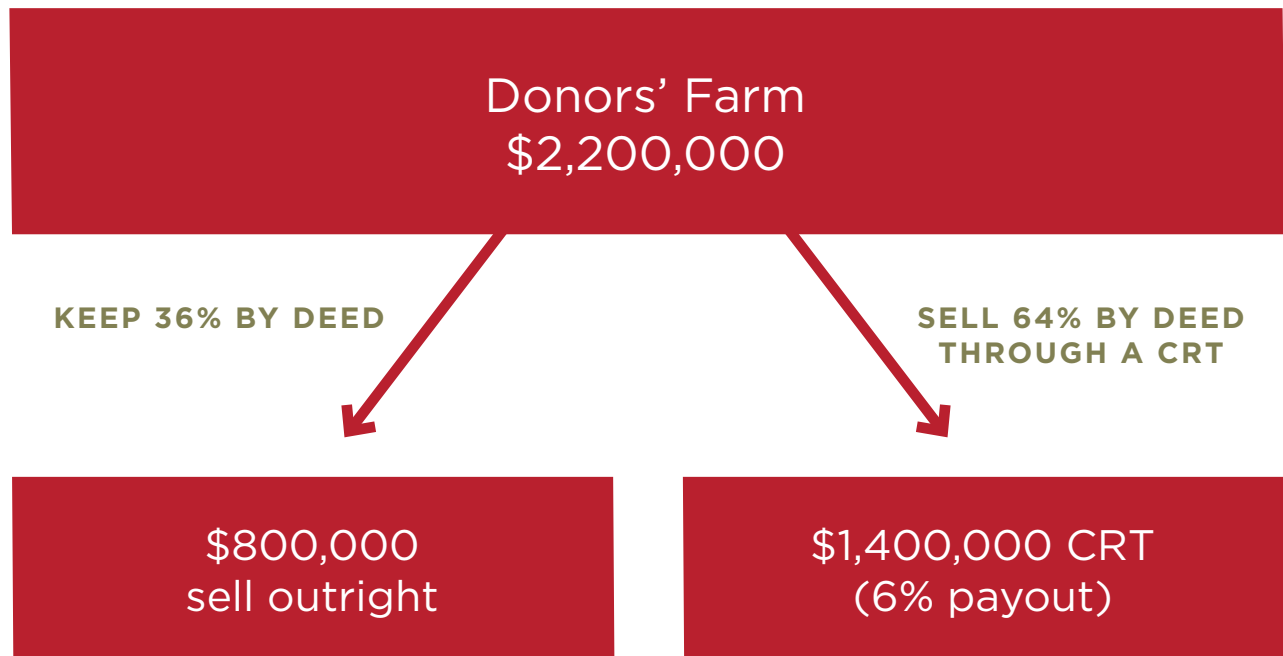 Donors’ Farm
$2,200,000
KEEP 36% BY DEED
SELL 64% BY DEED
THROUGH A CRT
$800,000
sell outright
$1,400,000 CRT
(6% payout)